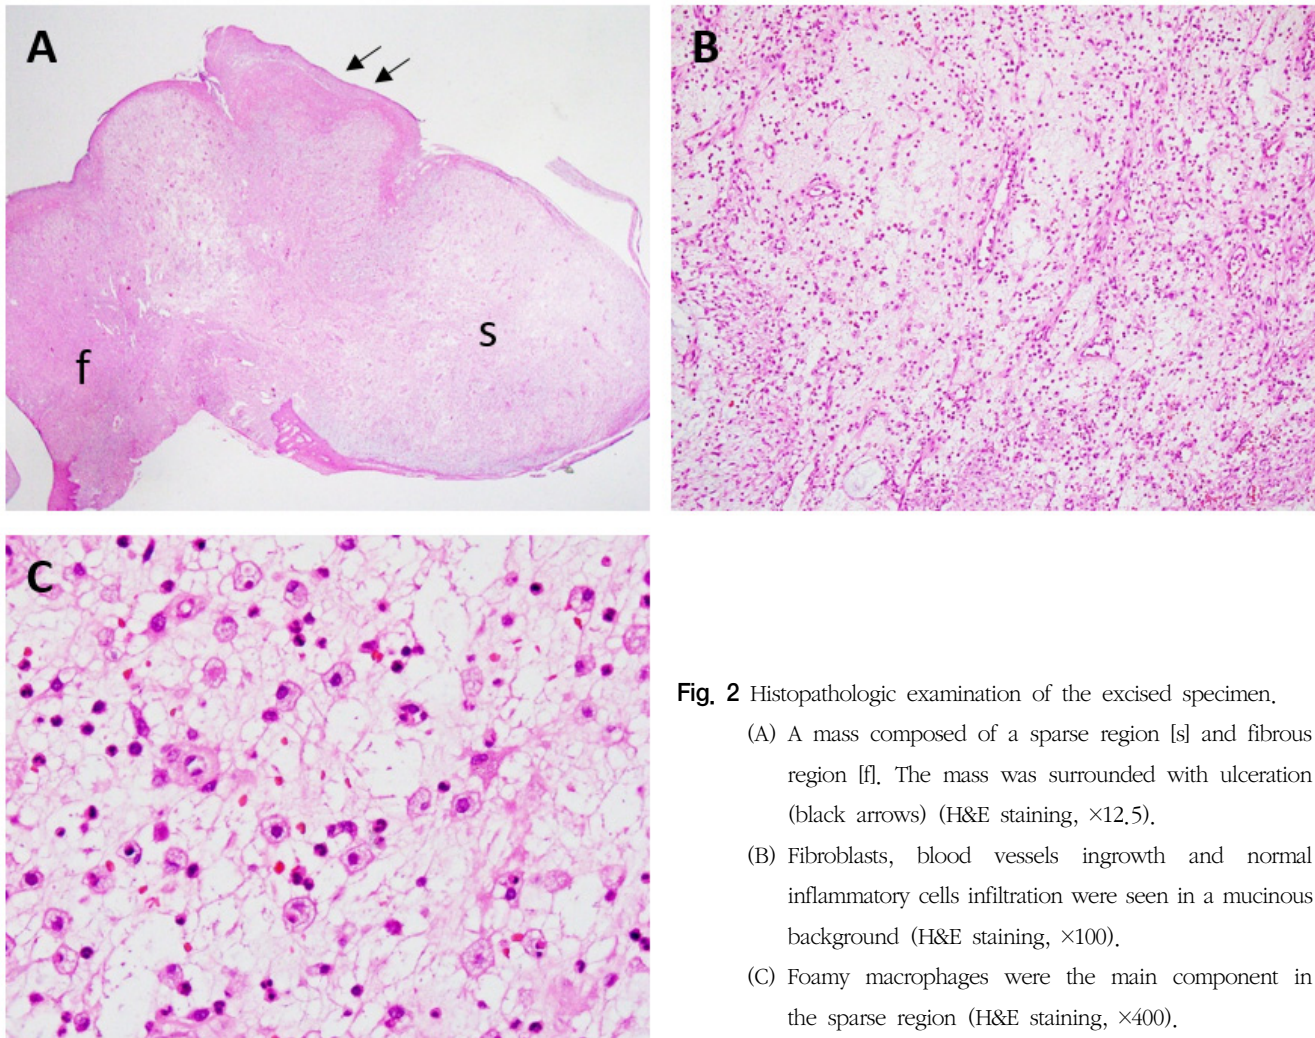 A
B
f
s
C
Fig. 2 Histopathologic examination of the excised specimen.
(A) A mass composed of a sparse region [s] and fibrous
region [f]. The mass was surrounded with ulceration
(black arrows) (H&E staining, ×12.5).
(B) Fibroblasts, blood vessels ingrowth and normal
inflammatory cells infiltration were seen in a mucinous
background (H&E staining, ×100).
(C) Foamy macrophages were the main component in
the sparse region (H&E staining, ×400).